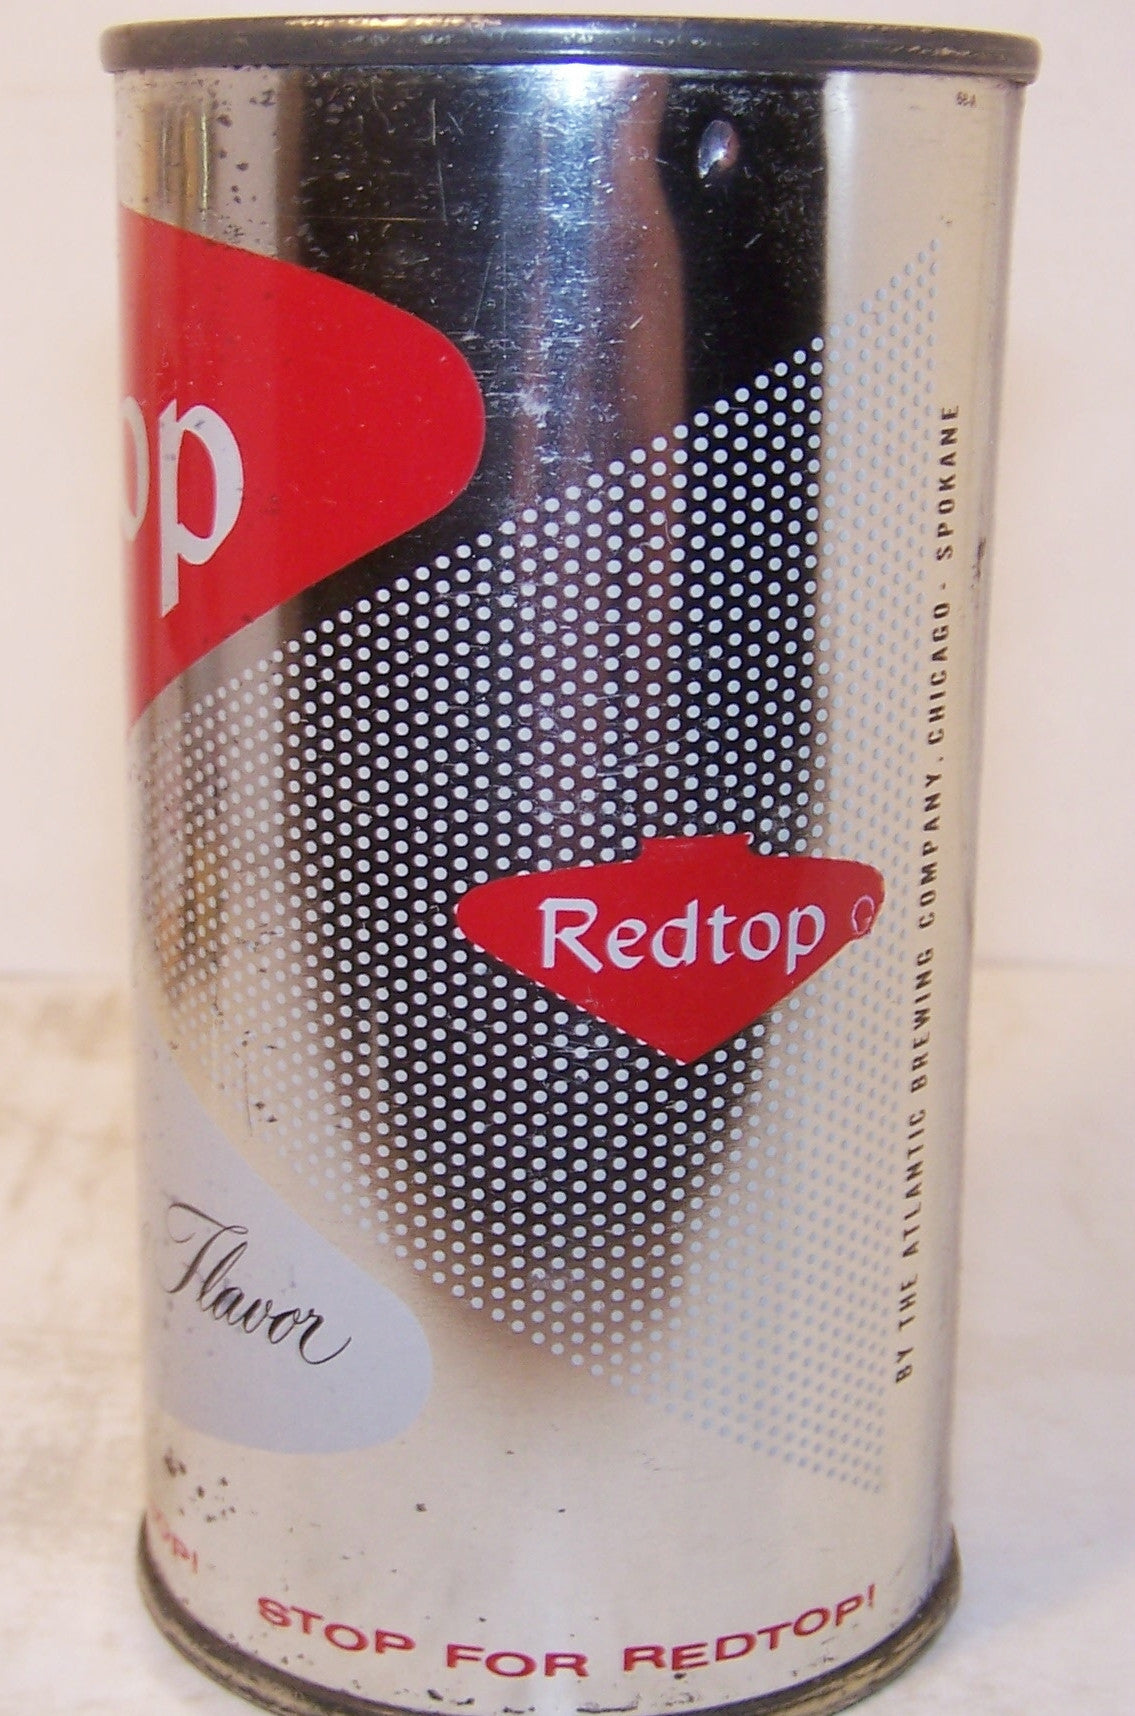 op
Redtop
Flavor
BY THE ATLANTIC BREWING COMPANY, CHICAGO - SPOKANE
STOP FOR REDTOP!